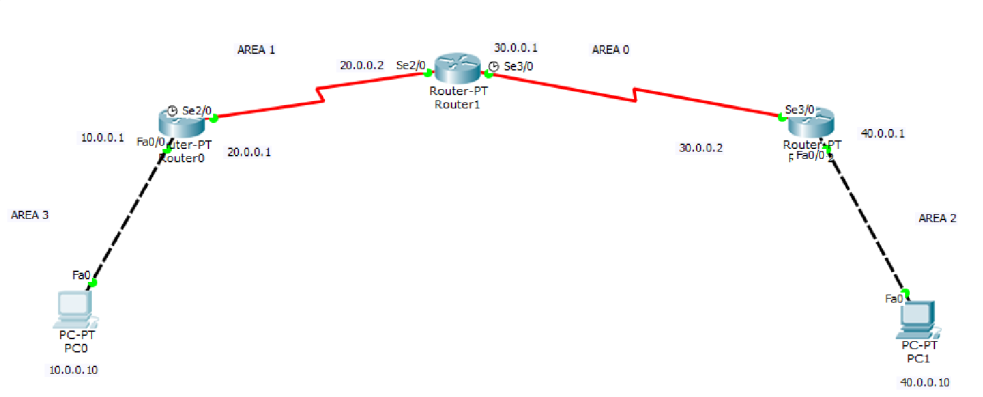 AREA 1
30.0.0.1
AREA 0
20.0.0.2
Se2/0
Se3/0
Router-PT
Router1
Se2/0
Se3/0
10.0.0.1
Fa0/0
uter-PT
Router0
20.0.0.1
40.0.0.1
30.0.0.2
Router-PT
Fa0/0
AREA 3
AREA 2
Fa0
PC-PT
PC0
10.0.0.10
Fa0
PC-PT
PC1
40.0.0.10